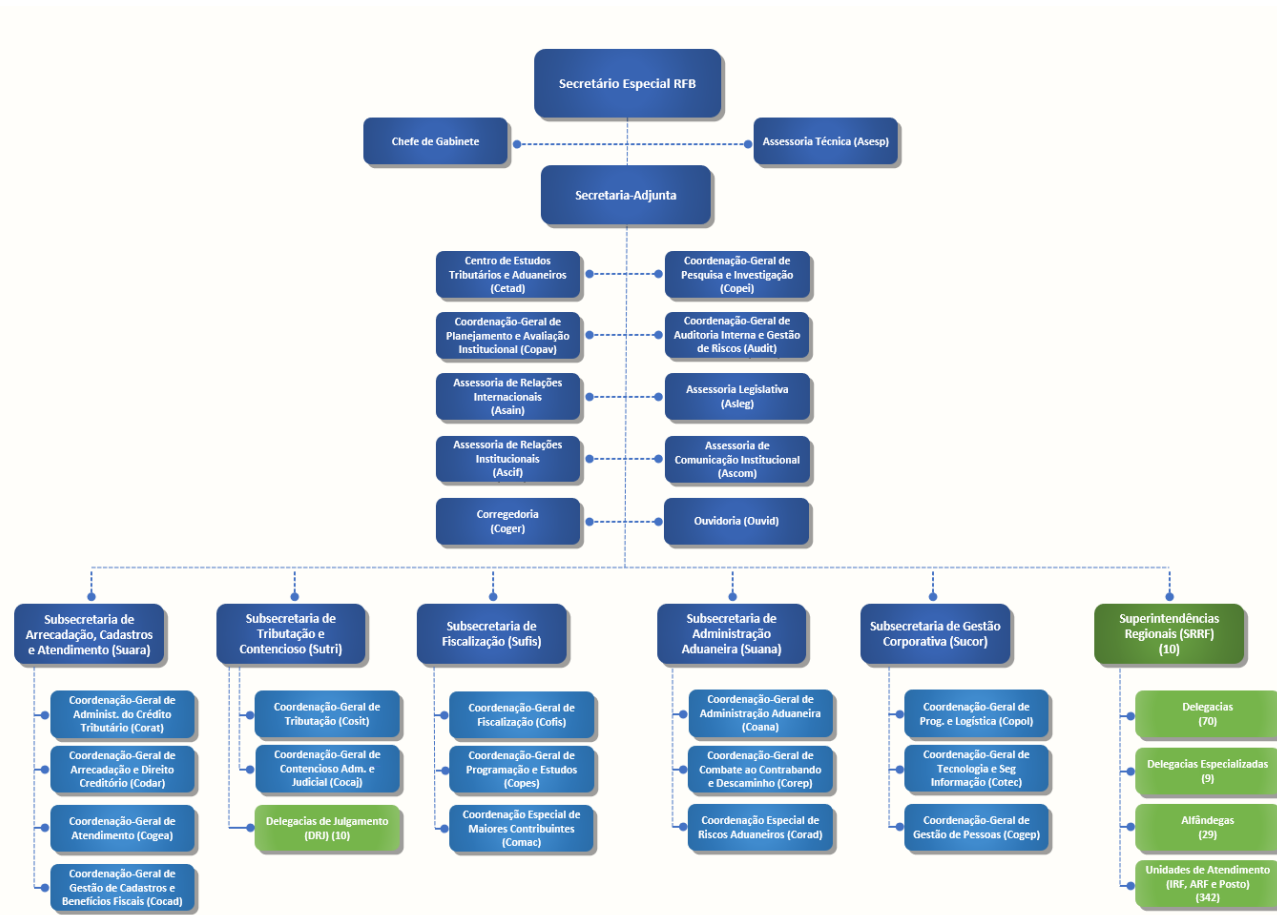 Secretário Especial RFB
Chefe de Gabinete
Assessoria Técnica (Asesp)
Secretaria-Adjunta
Centro de Estudos
Tributários e Aduaneiros
(Cetad)
Coordenação-Geral de
Pesquisa e Investigação
(Copei)
Coordenação-Geral de
Planejamento e Avaliação
Institucional (Copav)
Coordenação-Geral de
Auditoria Interna e Gestão
de Riscos (Audit)
Assessoria de Relações
Internacionais
(Asain)
Assessoria Legislativa
(Asleg)
Assessoria de Relações
Institucionais
(Ascif)
Assessoria de
Comunicação Institucional
(Ascom)
Corregedoria
(Coger)
Ouvidoria (Ouvid)
Subsecretaria de
Arrecadação, Cadastros
e Atendimento (Suara)
Coordenação-Geral de
Administ. do Crédito
Tributário (Corat)
Coordenação-Geral de
Arrecadação e Direito
Creditório (Codar)
Coordenação-Geral de
Atendimento (Cogea)
Coordenação-Geral de
Gestão de Cadastros e
Benefícios Fiscais (Cocad)
Subsecretaria de
Tributação e
Contencioso (Sutri)
Coordenação-Geral de
Tributação (Cosit)
Coordenação-Geral de
Contencioso Adm. e
Judicial (Cocaj)
Delegacias de Julgamento
(DRJ) (10)
Subsecretaria de
Fiscalização (Sufis)
Coordenação-Geral de
Fiscalização (Cofis)
Coordenação-Geral de
Programação e Estudos
(Copes)
Coordenação Especial de
Maiores Contribuintes
(Comac)
Subsecretaria de
Administração
Aduaneira (Suana)
Coordenação-Geral de
Administração Aduaneira
(Coana)
Coordenação-Geral de
Combate ao Contrabando
e Descaminho (Corep)
Coordenação Especial de
Riscos Aduaneiros (Corad)
Subsecretaria de Gestão
Corporativa (Sucor)
Coordenação-Geral de
Prog. e Logística (Copol)
Coordenação-Geral de
Tecnologia e Seg
Informação (Cotec)
Coordenação-Geral de
Gestão de Pessoas (Cogep)
Superintendências
Regionais (SRRF)
(10)
Delegacias
(70)
Delegacias Especializadas
(9)
Alfândegas
(29)
Unidades de Atendimento
(IRF, ARF e Posto)
(342)